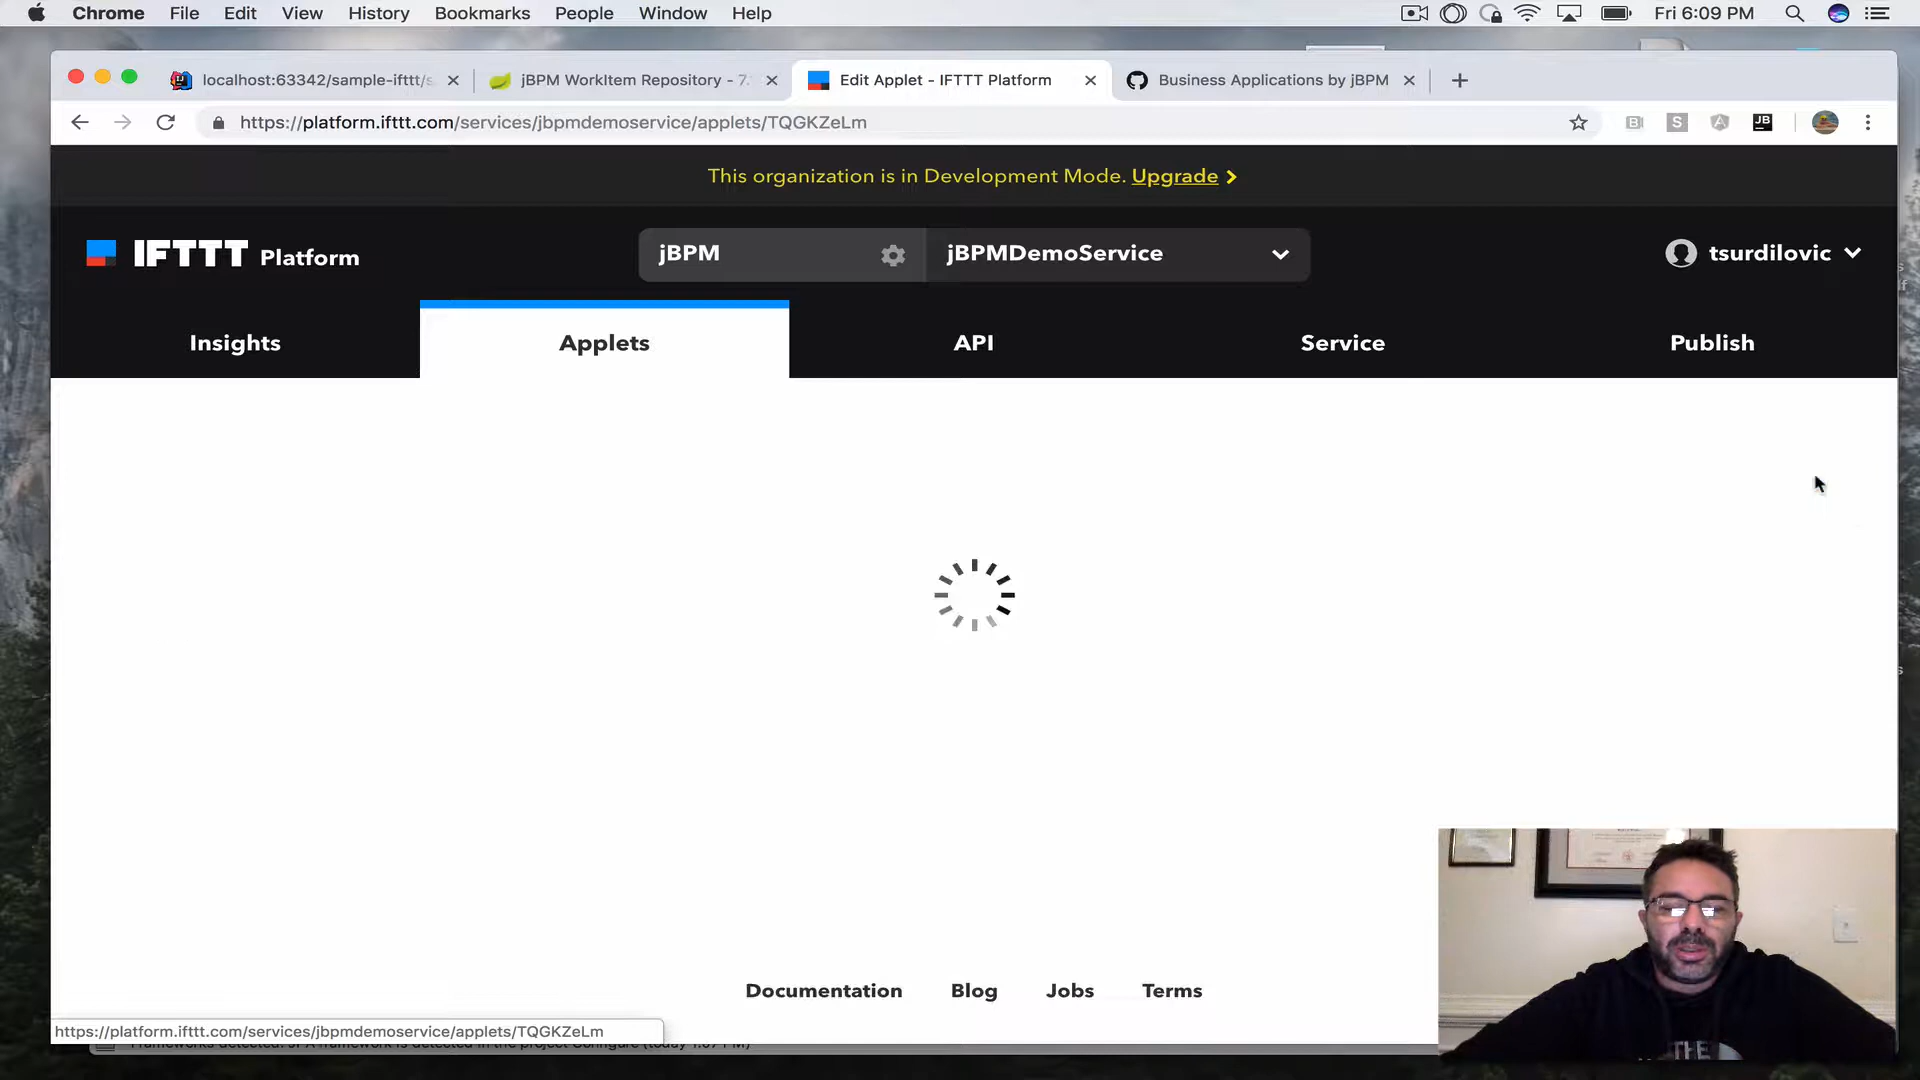 Chrome File Edit View History Bookmarks People Window Help Fri 6:09 PM
localhost:63342/sample-ifttt/s jBPM WorkItem Repository - 7. Edit Applet - IFTTT Platform Business Applications by jBPM
https://platform.ifttt.com/services/jbpmdemoservice/applets/TQGKZeLm
This organization is in Development Mode. Upgrade
IFTTT Platform jBPM jBPMDemoService tsurdilovic
Insights Applets API Service Publish
Documentation Blog Jobs Terms
https://platform.ifttt.com/services/jbpmdemoservice/applets/TQGKZeLm
THE